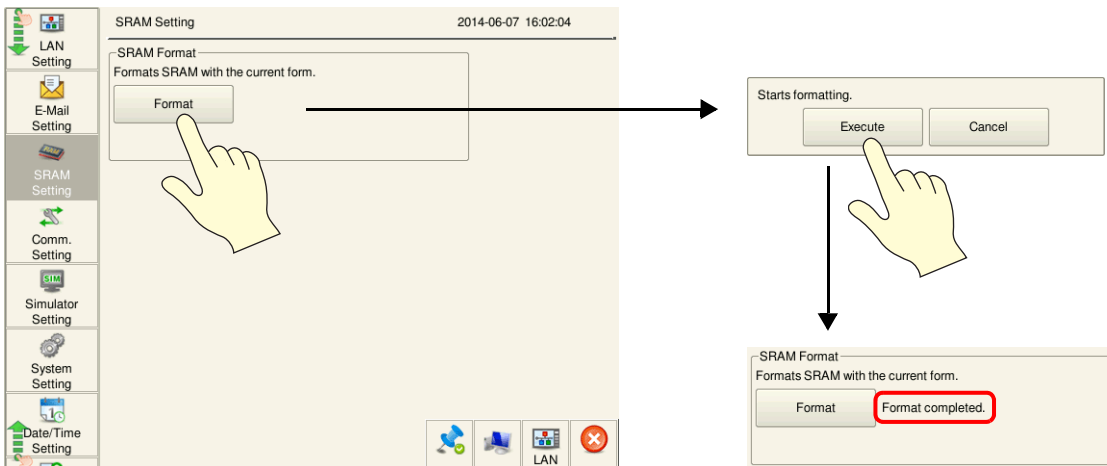 LAN
Setting
E-Mail
Setting
SRAM
Setting
Comm.
Setting
SIM
Simulator
Setting
System
Setting
Date/Time
Setting
SRAM Setting
2014-06-07 16:02:04
SRAM Format
Formats SRAM with the current form.
Format
LAN
Starts formatting.
Execute
Cancel
SRAM Format
Formats SRAM with the current form.
Format
Format completed.